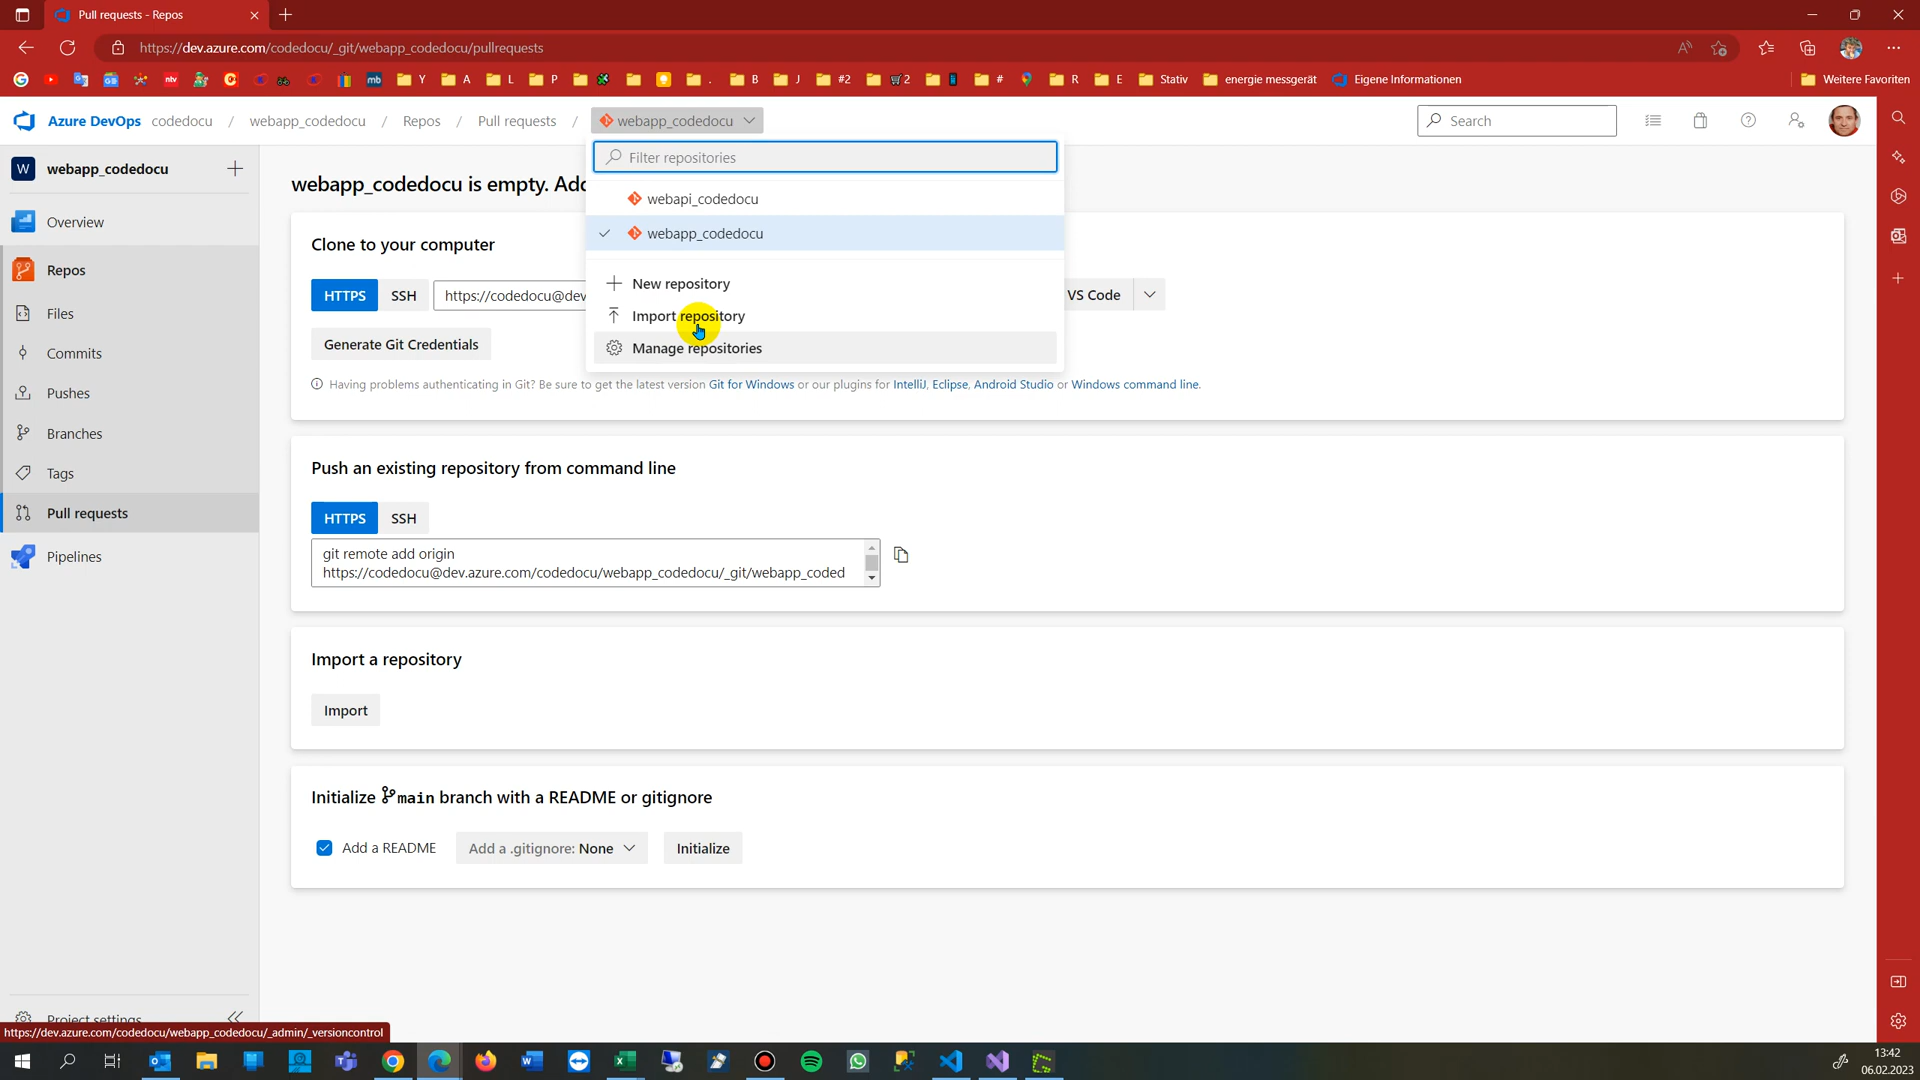 Pull requests - Repos
https://dev.azure.com/codedocu/_git/webapp_codedocu/pullrequests
Y
A
L
P
.
B
J
#2
2
#
R
E
Stativ
energie messgerät
Eigene Informationen
Weitere Favoriten
Azure DevOps codedocu / webapp_codedocu / Repos / Pull requests / webapp_codedocu
Search
W webapp_codedocu
Filter repositories
webapp_codedocu is empty. Add
webapi_codedocu
Overview
webapp_codedocu
Clone to your computer
Repos
New repository
HTTPS SSH https://codedocu@dev VS Code
Files
Import repository
Generate Git Credentials
Manage repositories
Commits
Having problems authenticating in Git? Be sure to get the latest version Git for Windows or our plugins for IntelliJ, Eclipse, Android Studio or Windows command line.
Pushes
Branches
Push an existing repository from command line
Tags
Pull requests
HTTPS SSH
git remote add origin
https://codedocu@dev.azure.com/codedocu/webapp_codedocu/_git/webapp_coded
Pipelines
Import a repository
Import
Initialize main branch with a README or gitignore
Add a README Add a .gitignore: None Initialize
Project settings
https://dev.azure.com/codedocu/webapp_codedocu/_admin/_versioncontrol
13:42
06.02.2023